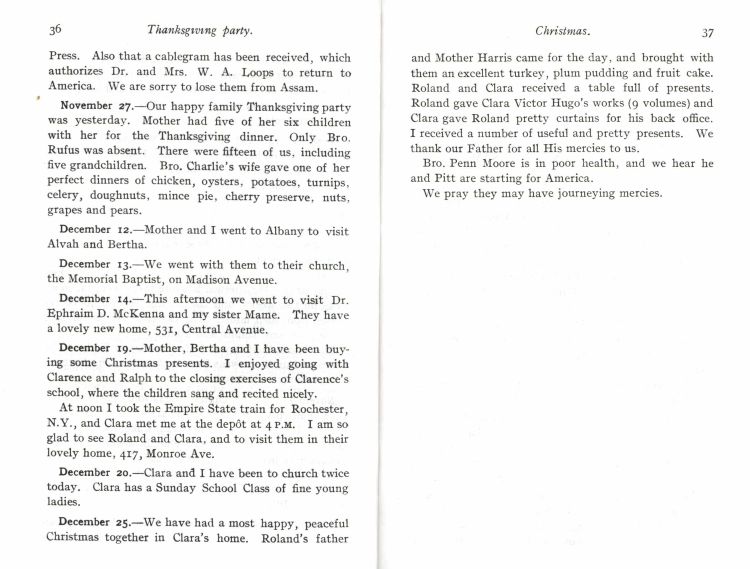 36 Thanksgiving party.
Press. Also that a cablegram has been received, which
authorizes Dr. and Mrs. W. A. Loops to return to
America. We are sorry to lose them from Assam.
November 27.—Our happy family Thanksgiving party
was yesterday. Mother had five of her six children
with her for the Thanksgiving dinner. Only Bro.
Rufus was absent. There were fifteen of us, including
five grandchildren. Bro. Charlie's wife gave one of her
perfect dinners of chicken, oysters, potatoes, turnips,
celery, doughnuts, mince pie, cherry preserve, nuts,
grapes and pears.
December 12.—Mother and I went to Albany to visit
Alvah and Bertha.
December 13.—We went with them to their church,
the Memorial Baptist, on Madison Avenue.
December 14.—This afternoon we went to visit Dr.
Ephraim D. McKenna and my sister Mame. They have
a lovely new home, 531, Central Avenue.
December 19.—Mother, Bertha and I have been buy-
ing some Christmas presents. I enjoyed going with
Clarence and Ralph to the closing exercises of Clarence's
school, where the children sang and recited nicely.
At noon I took the Empire State train for Rochester,
N.Y., and Clara met me at the depôt at 4 P.M. I am so
glad to see Roland and Clara, and to visit them in their
lovely home, 417, Monroe Ave.
December 20.—Clara and I have been to church twice
today. Clara has a Sunday School Class of fine young
ladies.
December 25.—We have had a most happy, peaceful
Christmas together in Clara's home. Roland's father
Christmas. 37
and Mother Harris came for the day, and brought with
them an excellent turkey, plum pudding and fruit cake.
Roland and Clara received a table full of presents.
Roland gave Clara Victor Hugo's works (9 volumes) and
Clara gave Roland pretty curtains for his back office.
I received a number of useful and pretty presents. We
thank our Father for all His mercies to us.
Bro. Penn Moore is in poor health, and we hear he
and Pitt are starting for America.
We pray they may have journeying mercies.